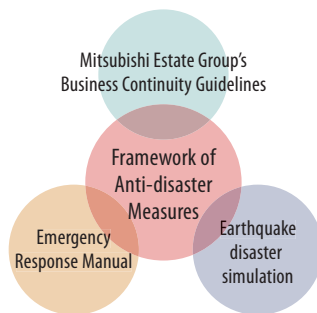 Mitsubishi Estate Group's
Business Continuity Guidelines
Framework of
Anti-disaster
Measures
Emergency
Response Manual
Earthquake
disaster
simulation